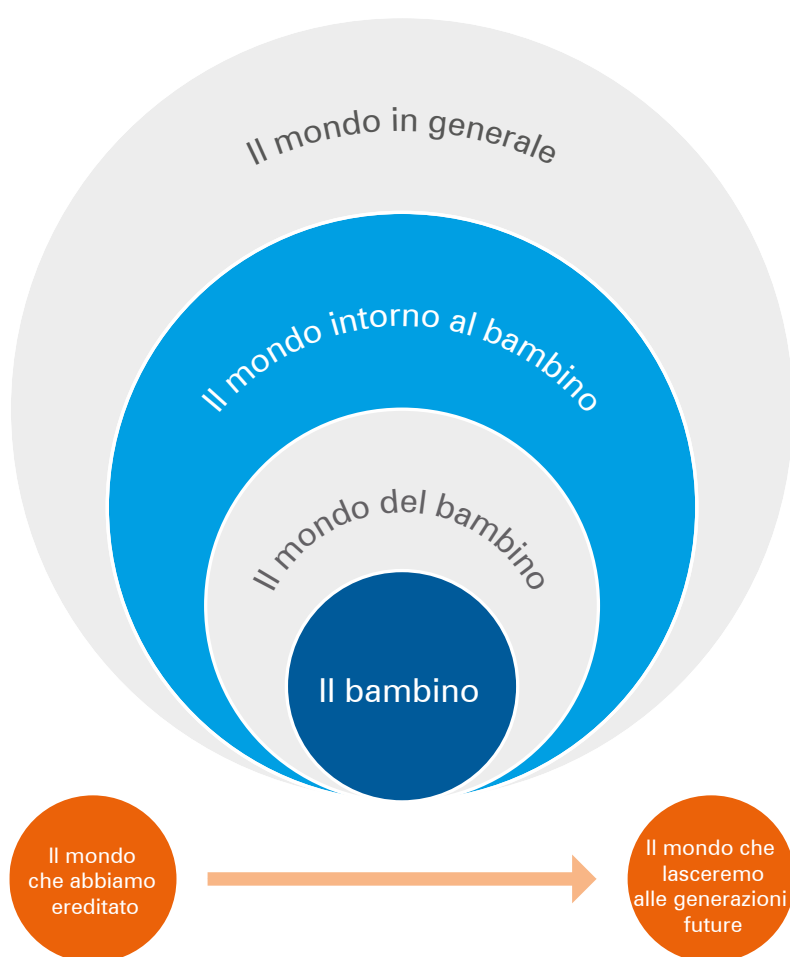 Il mondo in generale
Il mondo intorno al bambino
Il mondo del bambino
Il bambino
Il mondo
che abbiamo
ereditato
Il mondo che
lasceremo
alle generazioni
future